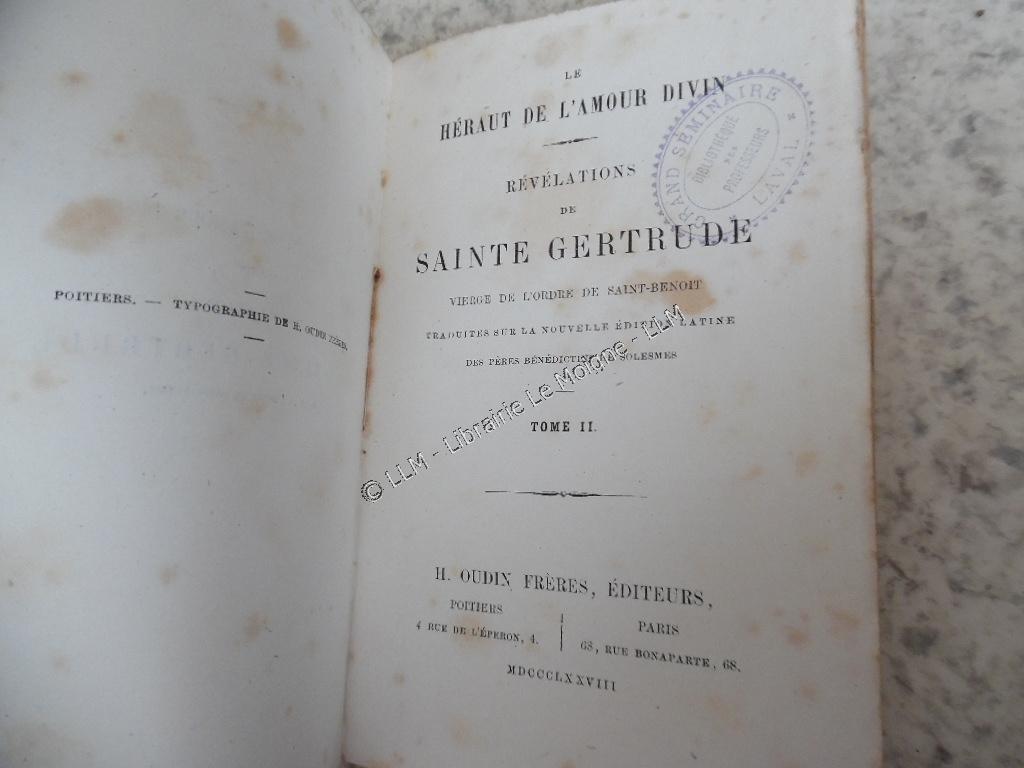 POITIERS. — TYPOGRAPHIE DE H. OUDIN FRÈRES.
LE
HÉRAUT DE L'AMOUR DIVIN
RÉVÉLATIONS
DE
SAINTE GERTRUDE
VIERGE DE L'ORDRE DE SAINT-BENOIT
TRADUITES SUR LA NOUVELLE ÉDITION LATINE
DES PÈRES BÉNÉDICTINS SOLESMES
TOME II.
H. OUDIN FRÈRES, ÉDITEURS,
POITIERS
4 RUE DE L'ÉPERON, 4.
PARIS
68, RUE BONAPARTE, 68.
MDCCCLXXVIII
GRAND SÉMINAIRE
LAVAL
BIBLIOTHÈQUE
DES
PROFESSEURS
© LLM - Librairie Le Moigne - LLM